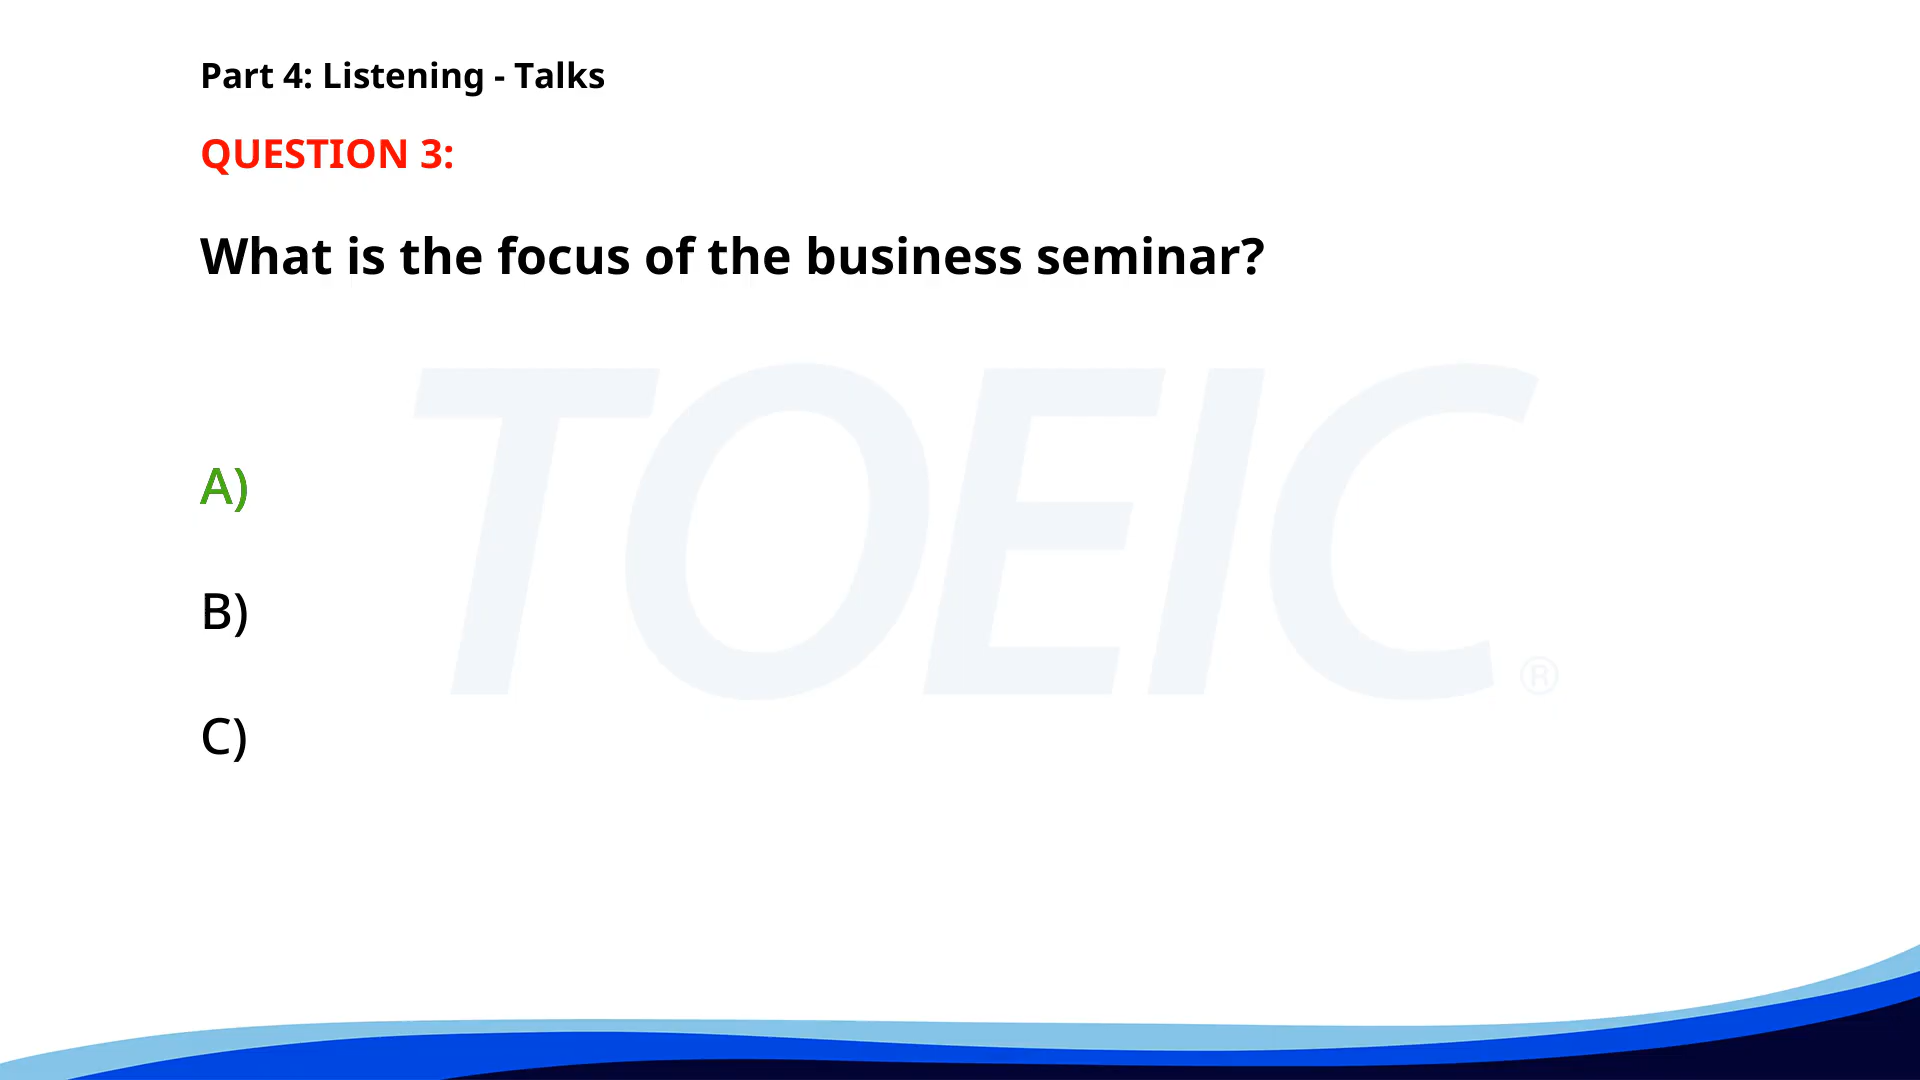 Part 4: Listening - Talks
QUESTION 3:
What is the focus of the business seminar?
TOEIC®
A)
B)
C)